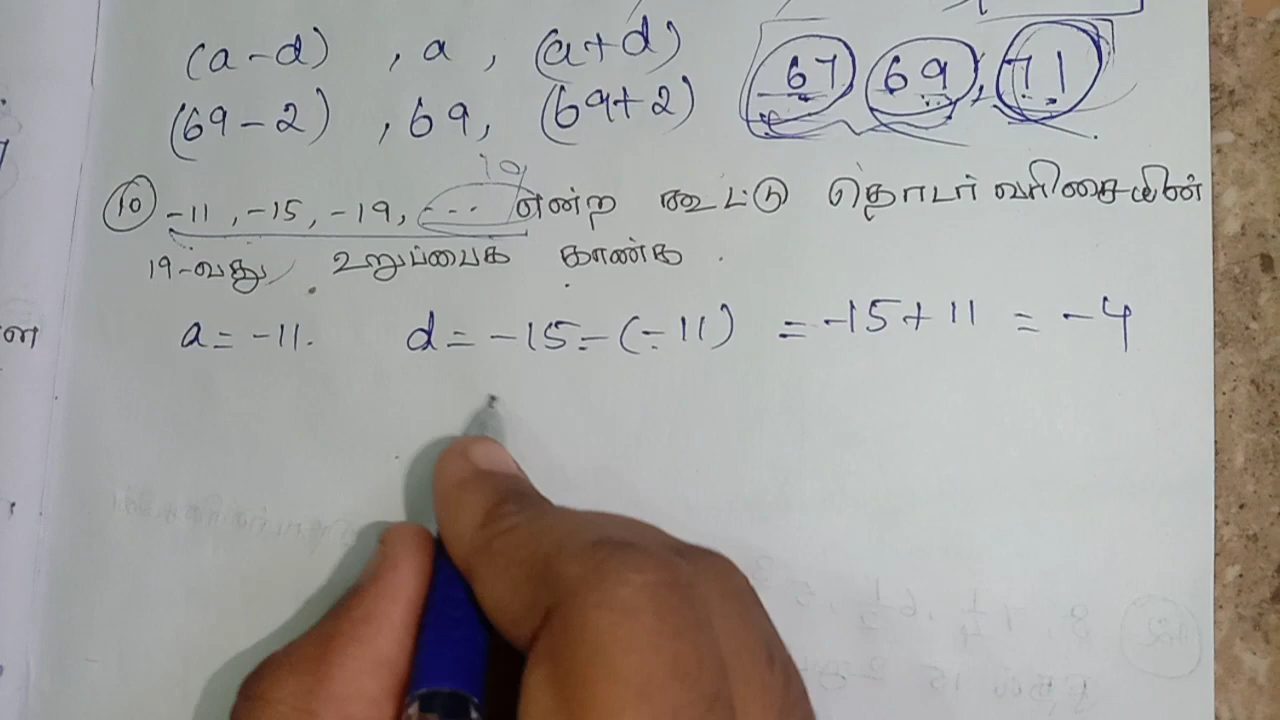 (a-d) , a , (a+d)
67 69, 71
(69-2) , 69, (69+2)
19
10 -11, -15, -19, --- என்ற கூட்டு தொடர் வரிசையின்
19-வது உறுப்பைக் காண்க.
a = -11. d = -15 - (-11) = -15 + 11 = -4